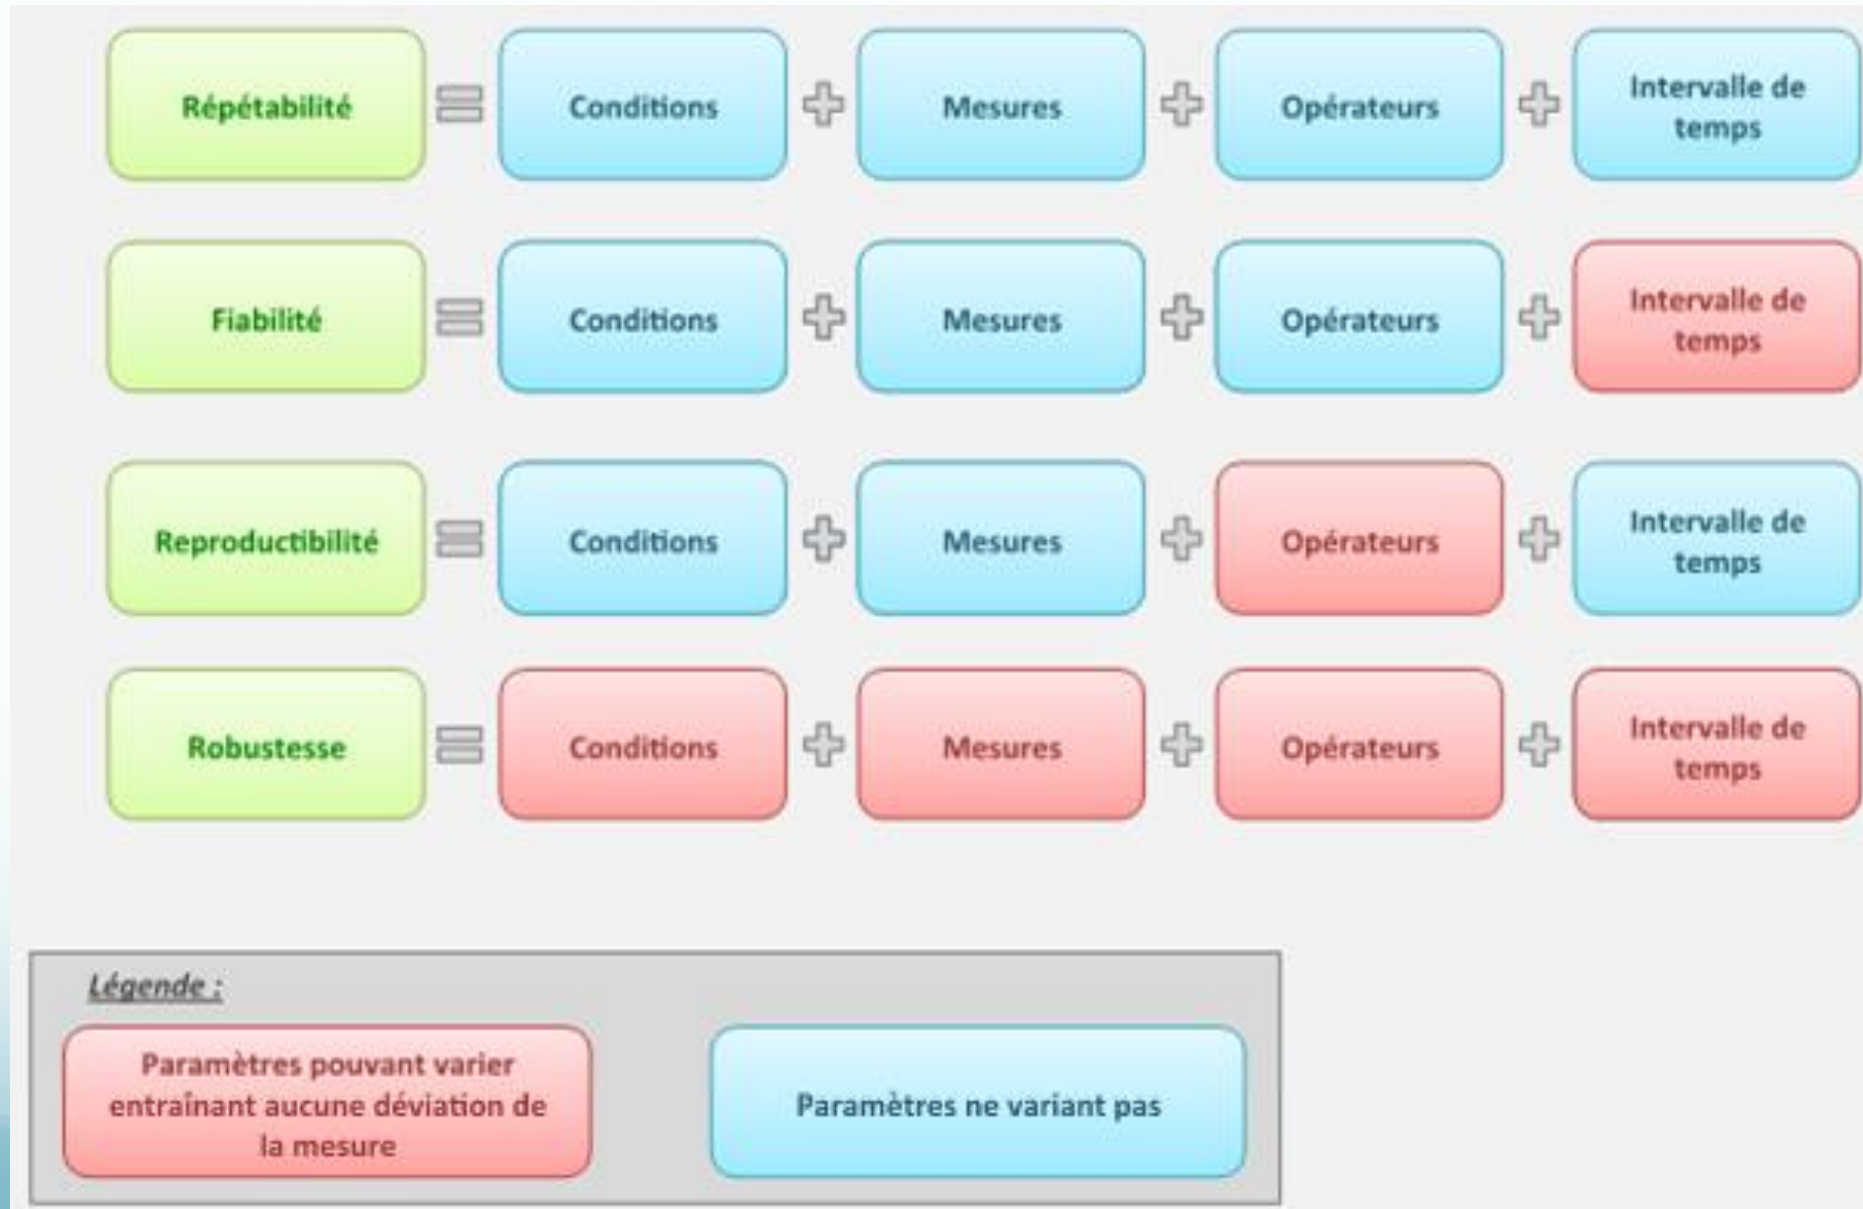 Répétabilité
Conditions
Mesures
Opérateurs
Intervalle de
temps
Fiabilité
Conditions
Mesures
Opérateurs
Intervalle de
temps
Reproductibilité
Conditions
Mesures
Opérateurs
Intervalle de
temps
Robustesse
Conditions
Mesures
Opérateurs
Intervalle de
temps
Légende :
Paramètres pouvant varier
entraînant aucune déviation de
la mesure
Paramètres ne variant pas